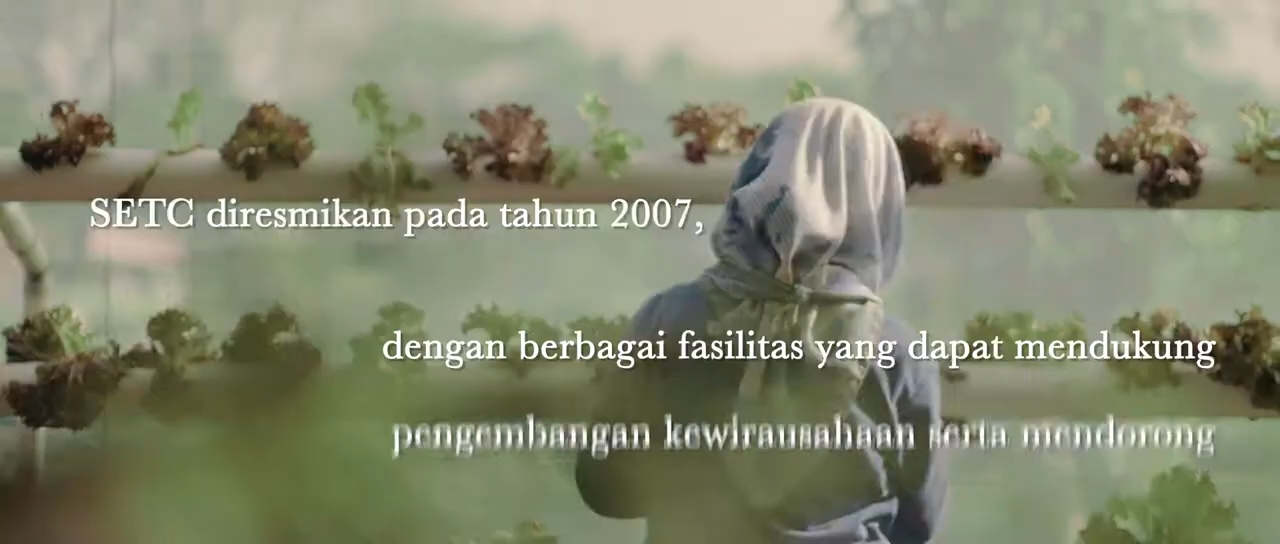 SETC diresmikan pada tahun 2007,
dengan berbagai fasilitas yang dapat mendukung
pengembangan kewirausahaan serta mendorong